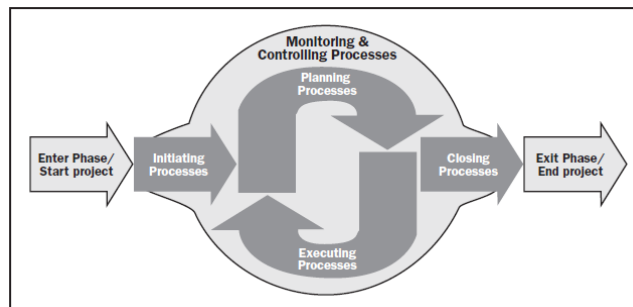 Monitoring &
Controlling Processes
Planning
Processes
Enter Phase/
Start project
Initiating
Processes
Closing
Processes
Exit Phase/
End project
Executing
Processes